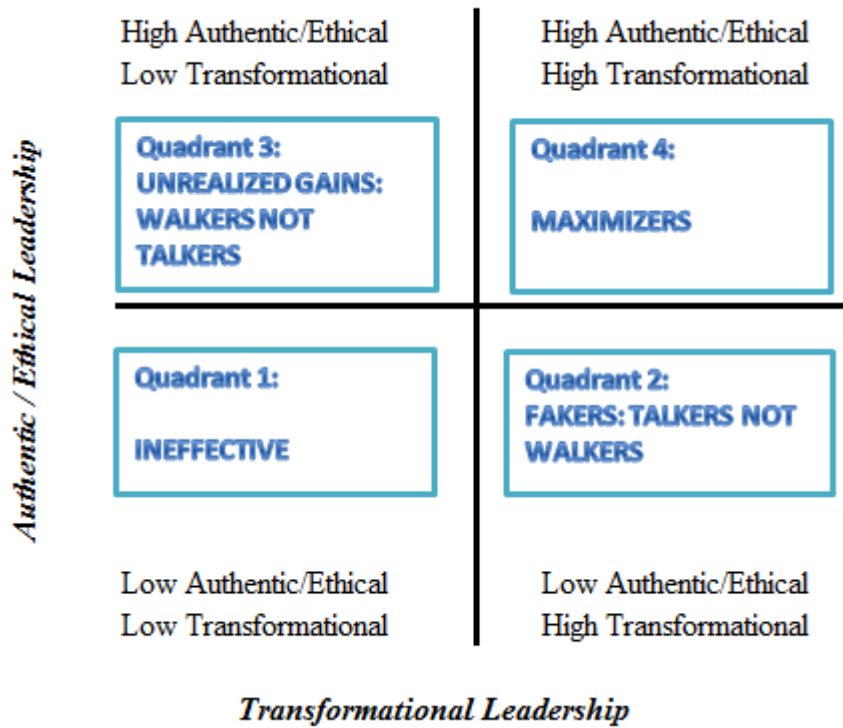 High Authentic/Ethical
Low Transformational
High Authentic/Ethical
High Transformational
Quadrant 3:
UNREALIZED GAINS:
WALKERS NOT
TALKERS
Quadrant 4:
MAXIMIZERS
Authentic / Ethical Leadership
Quadrant 1:
INEFFECTIVE
Quadrant 2:
FAKERS: TALKERS NOT
WALKERS
Low Authentic/Ethical
Low Transformational
Low Authentic/Ethical
High Transformational
Transformational Leadership